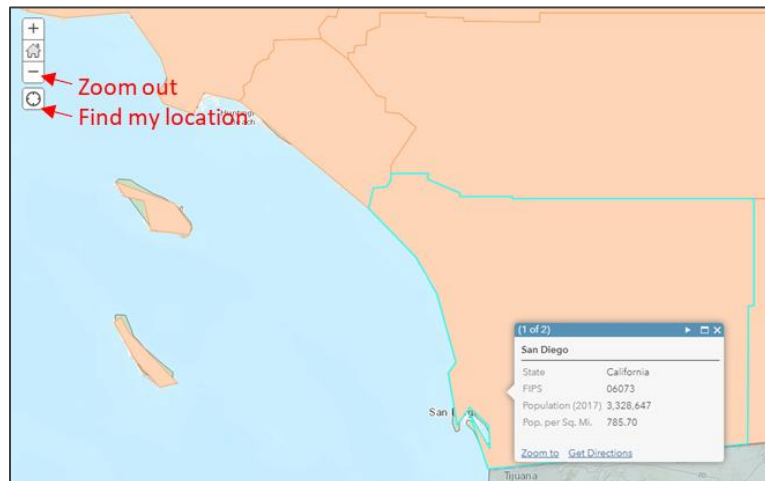 +
−
Zoom out
Find my location
(1 of 2)
San Diego
State California
FIPS 06073
Population (2017) 3,328,647
Pop. per Sq. Mi. 785.70
San
Zoom to Get Directions
Tijuana